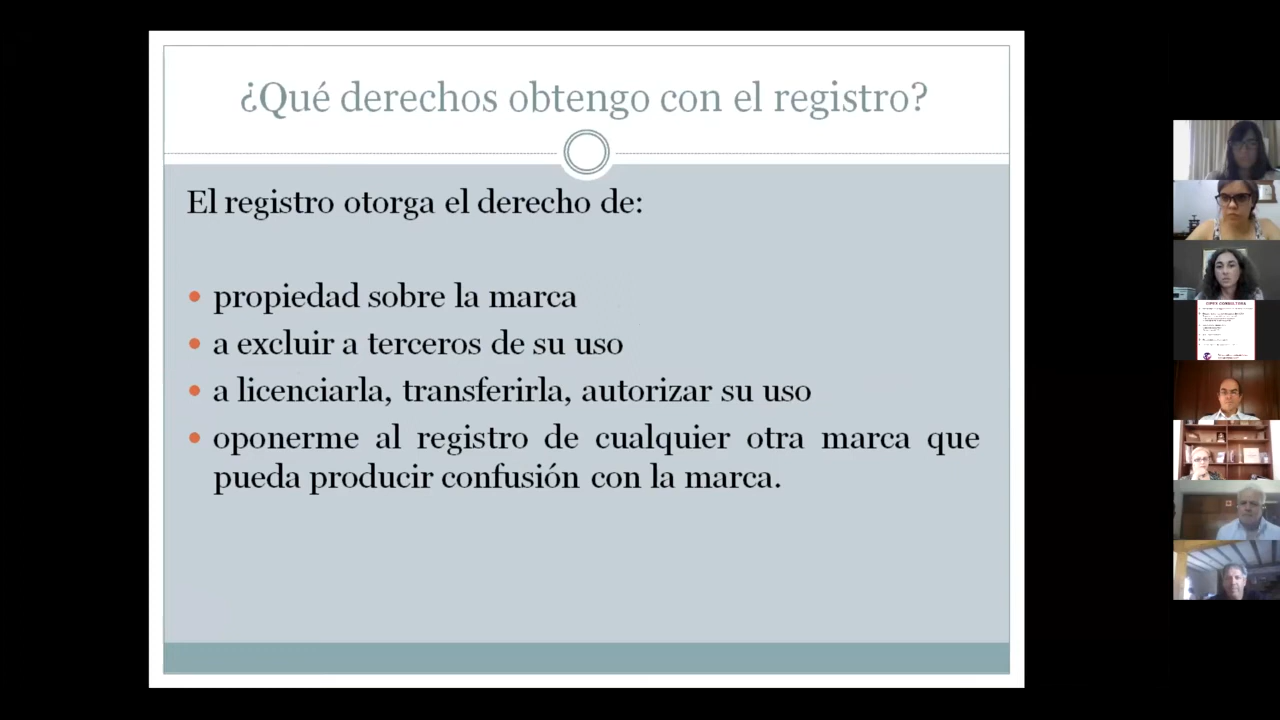 ¿Qué derechos obtengo con el registro?
El registro otorga el derecho de:
• propiedad sobre la marca
• a excluir a terceros de su uso
• a licenciarla, transferirla, autorizar su uso
• oponerme al registro de cualquier otra marca que
pueda producir confusión con la marca.